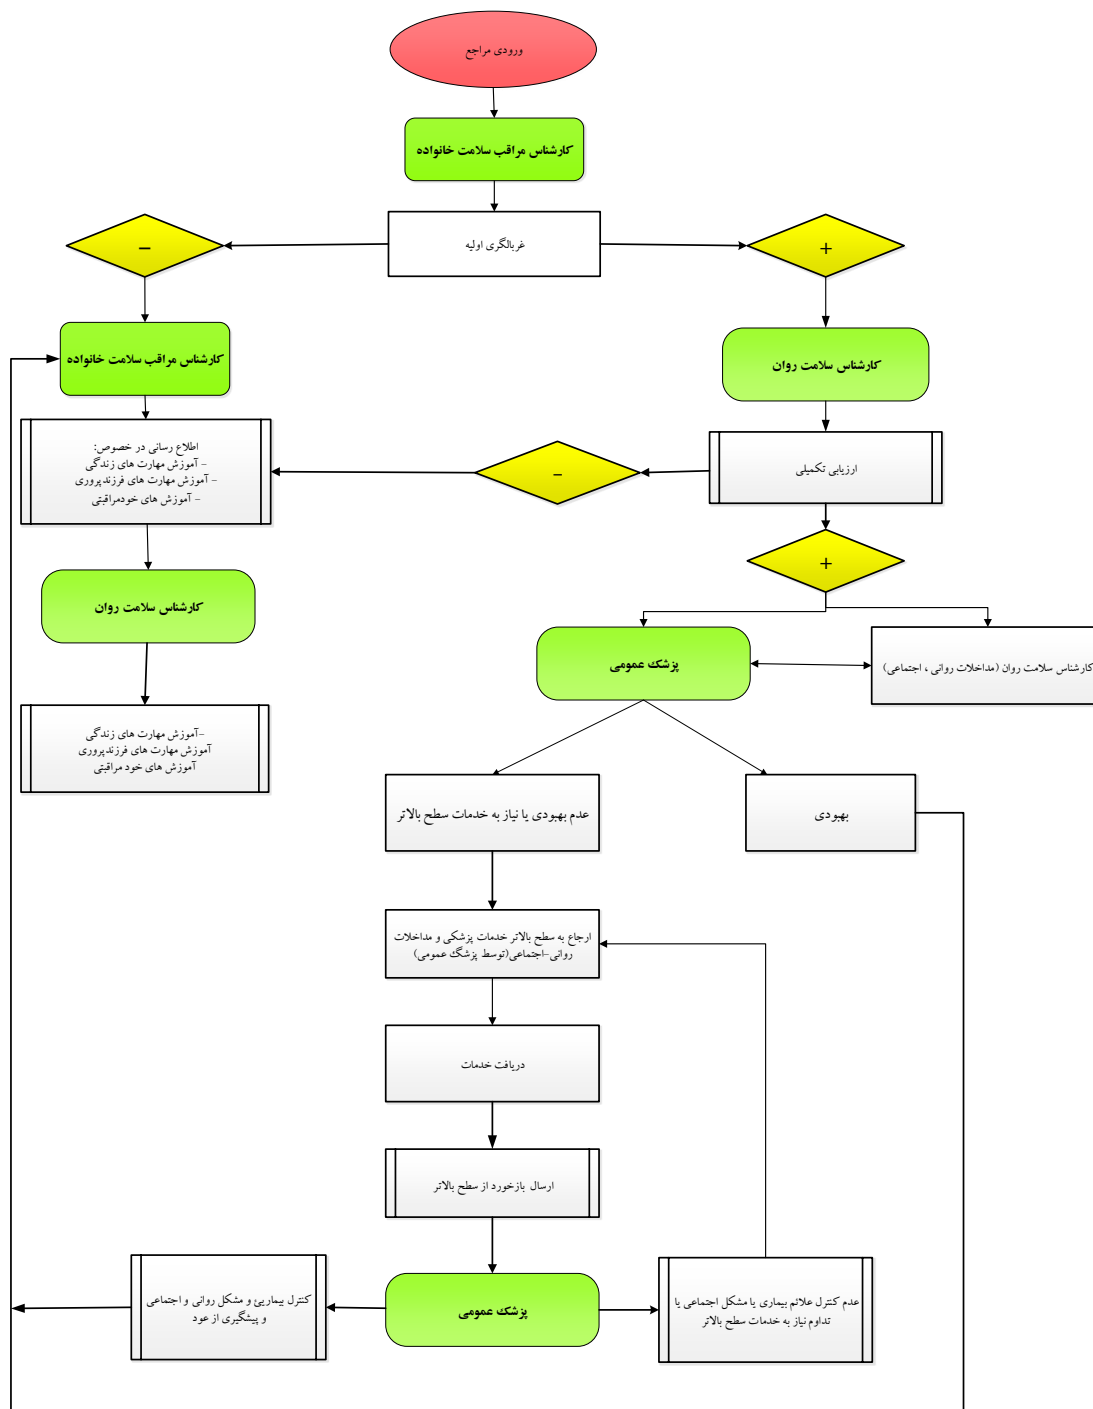 ورودی مراجع
کارشناس مراقب سلامت خانواده
غربالگری اولیه
+
–
کارشناس سلامت روان
کارشناس مراقب سلامت خانواده
ارزیابی تکمیلی
–
اطلاع رسانی در خصوص:
– آموزش مهارت های زندگی
– آموزش مهارت های فرزندپروری
– آموزش های خودمراقبتی
+
کارشناس سلامت روان
کارشناس سلامت روان (مداخلات روانی ، اجتماعی)
پزشک عمومی
–آموزش مهارت های زندگی
آموزش مهارت های فرزندپروری
آموزش های خود مراقبتی
بهبودی
عدم بهبودی یا نیاز به خدمات سطح بالاتر
ارجاع به سطح بالاتر خدمات پزشکی و مداخلات
روانی-اجتماعی(توسط پزشگ عمومی)
دریافت خدمات
ارسال بازخورد از سطح بالاتر
عدم کنترل علائم بیماری یا مشکل اجتماعی یا
تداوم نیاز به خدمات سطح بالاتر
پزشک عمومی
کنترل بیماریئ و مشکل روانی و اجتماعی
و پیشگیری از عود